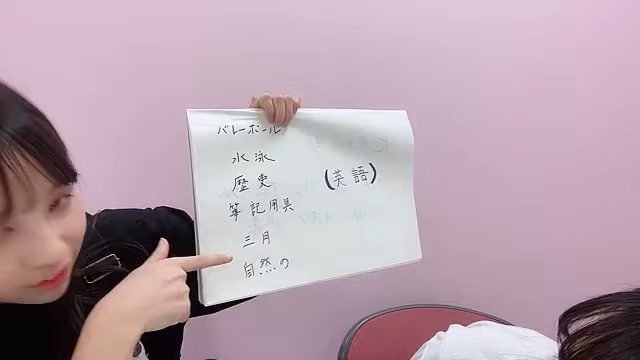 バレーボール
水泳
歴史
(英語)
筆記用具
三月
自然の